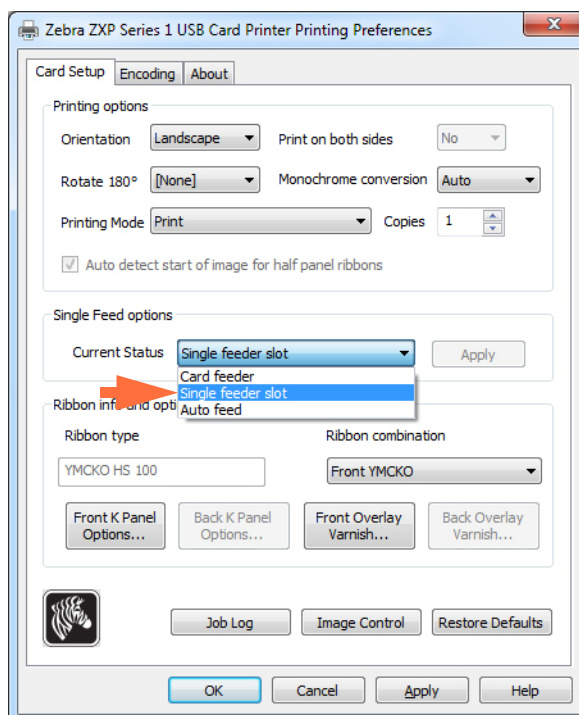 Zebra ZXP Series 1 USB Card Printer Printing Preferences
Card Setup Encoding About
Printing options
Orientation Landscape Print on both sides No
Rotate 180° [None] Monochrome conversion Auto
Printing Mode Print Copies 1
Auto detect start of image for half panel ribbons
Single Feed options
Current Status Single feeder slot Apply
Card feeder
Single feeder slot
Auto feed
Ribbon info and opti
Ribbon type Ribbon combination
YMCKO HS 100 Front YMCKO
Front K Panel Back K Panel Front Overlay Back Overlay
Options... Options... Varnish... Varnish...
Job Log Image Control Restore Defaults
OK Cancel Apply Help